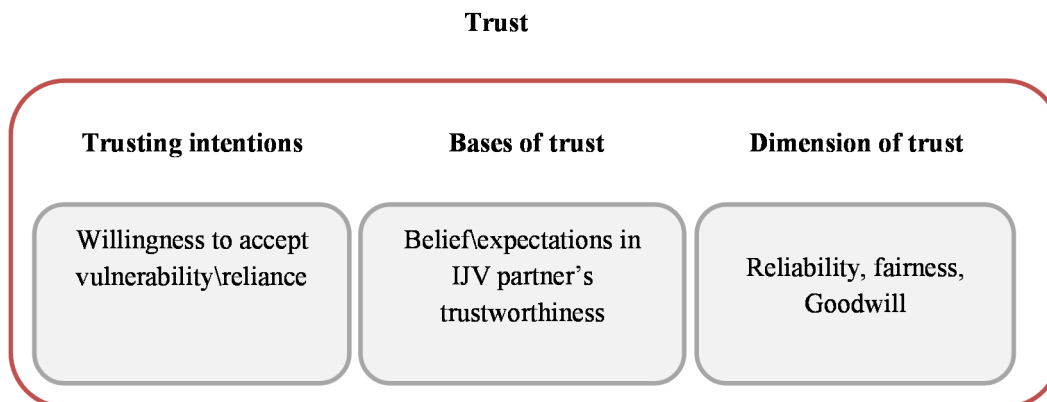 Trust
Trusting intentions
Bases of trust
Dimension of trust
Willingness to accept
vulnerability\reliance
Belief\expectations in
IJV partner’s
trustworthiness
Reliability, fairness,
Goodwill